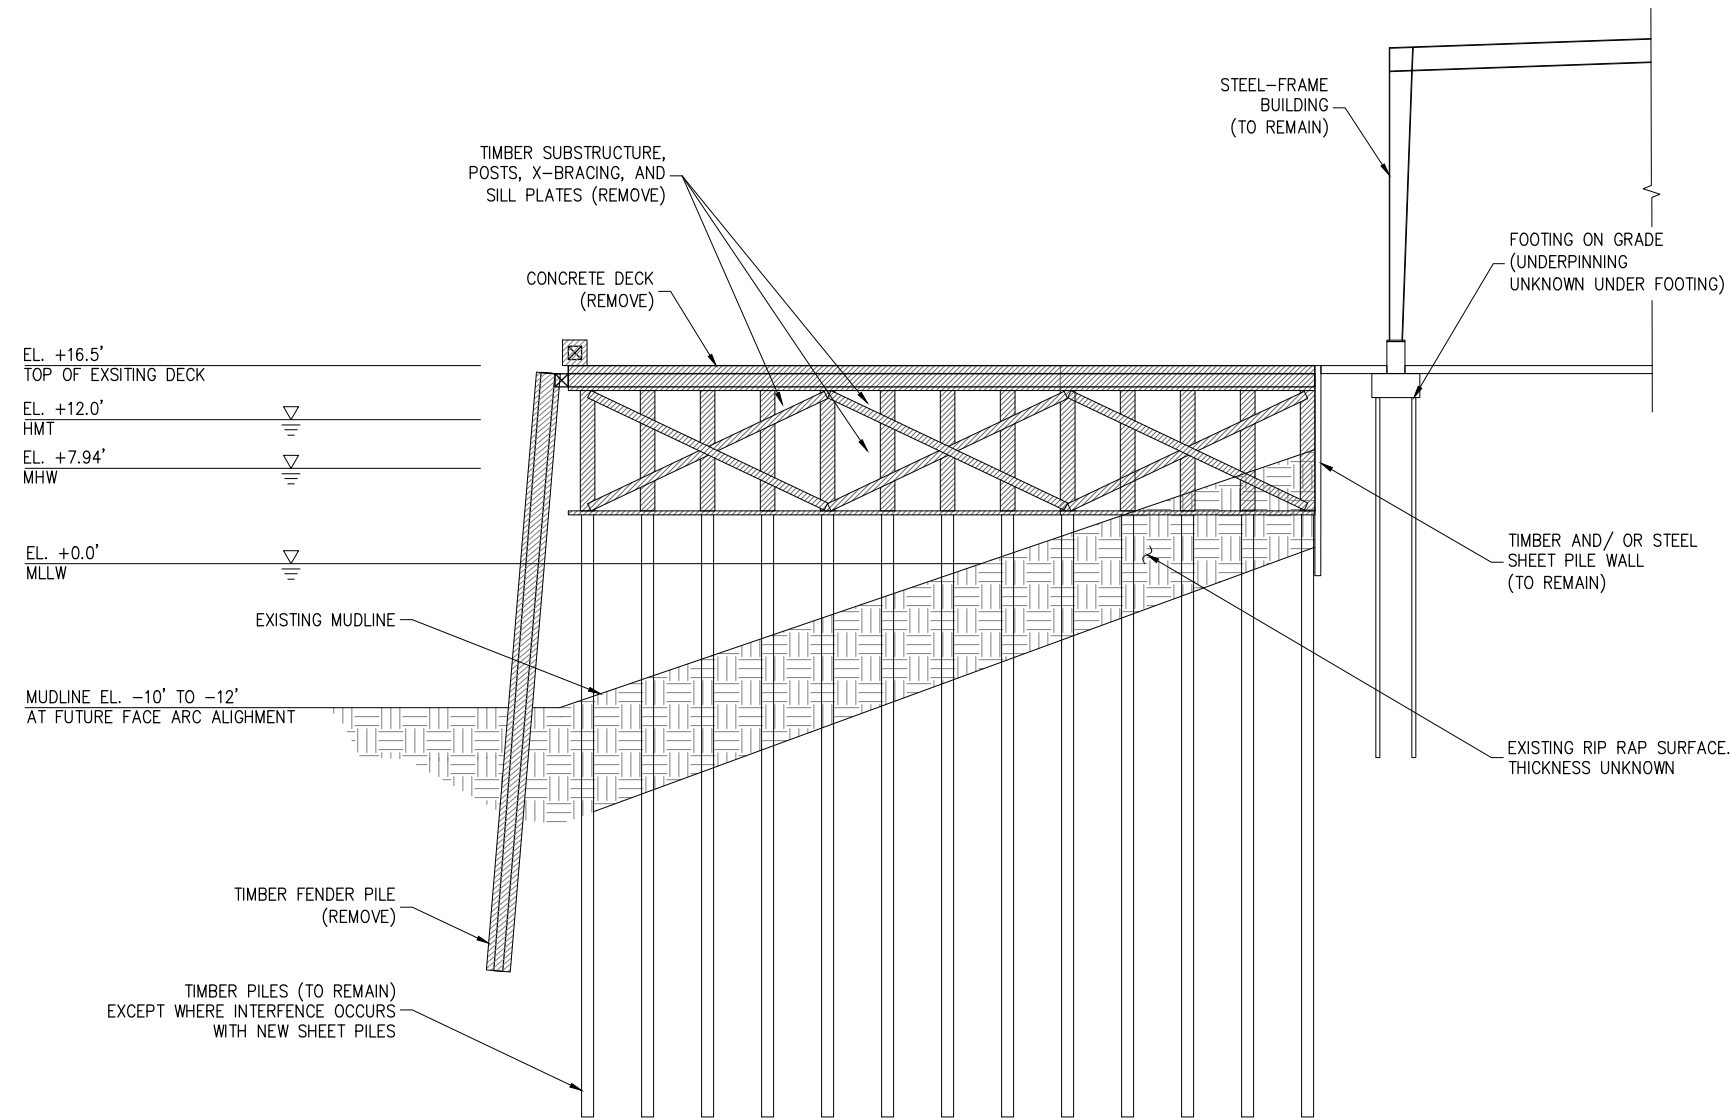 STEEL-FRAME
BUILDING
(TO REMAIN)
TIMBER SUBSTRUCTURE,
POSTS, X-BRACING, AND
SILL PLATES (REMOVE)
FOOTING ON GRADE
(UNDERPINNING
UNKNOWN UNDER FOOTING)
CONCRETE DECK
(REMOVE)
EL. +16.5'
TOP OF EXSITING DECK
EL. +12.0'
HMT
EL. +7.94'
MHW
EL. +0.0'
MLLW
TIMBER AND/ OR STEEL
SHEET PILE WALL
(TO REMAIN)
EXISTING MUDLINE
MUDLINE EL. -10' TO -12'
AT FUTURE FACE ARC ALIGHMENT
EXISTING RIP RAP SURFACE.
THICKNESS UNKNOWN
TIMBER FENDER PILE
(REMOVE)
TIMBER PILES (TO REMAIN)
EXCEPT WHERE INTERFENCE OCCURS
WITH NEW SHEET PILES